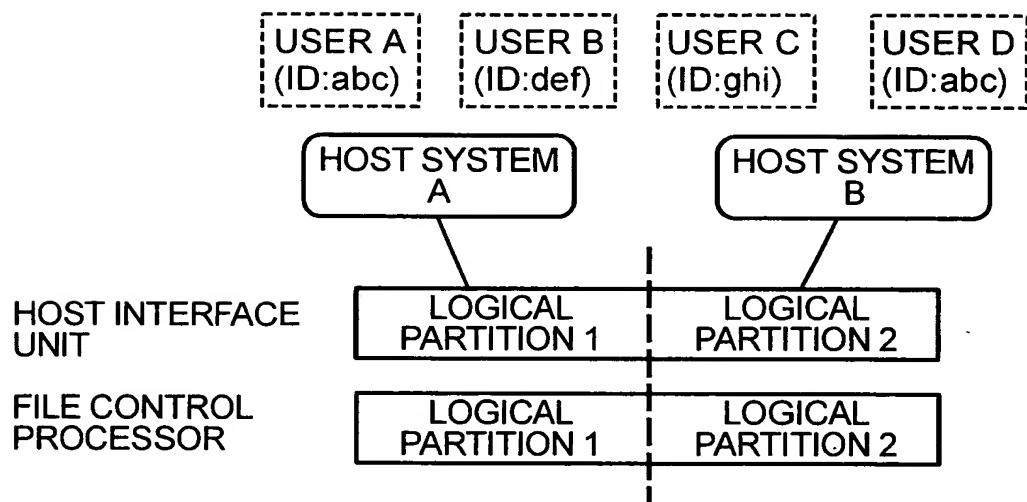 USER A
(ID:abc)
USER B
(ID:def)
USER C
(ID:ghi)
USER D
(ID:abc)
HOST SYSTEM
A
HOST SYSTEM
B
HOST INTERFACE
UNIT
LOGICAL
PARTITION 1
LOGICAL
PARTITION 2
FILE CONTROL
PROCESSOR
LOGICAL
PARTITION 1
LOGICAL
PARTITION 2